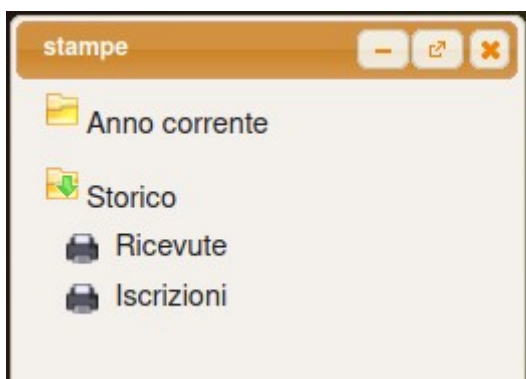 stampe
Anno corrente
Storico
Ricevute
Iscrizioni